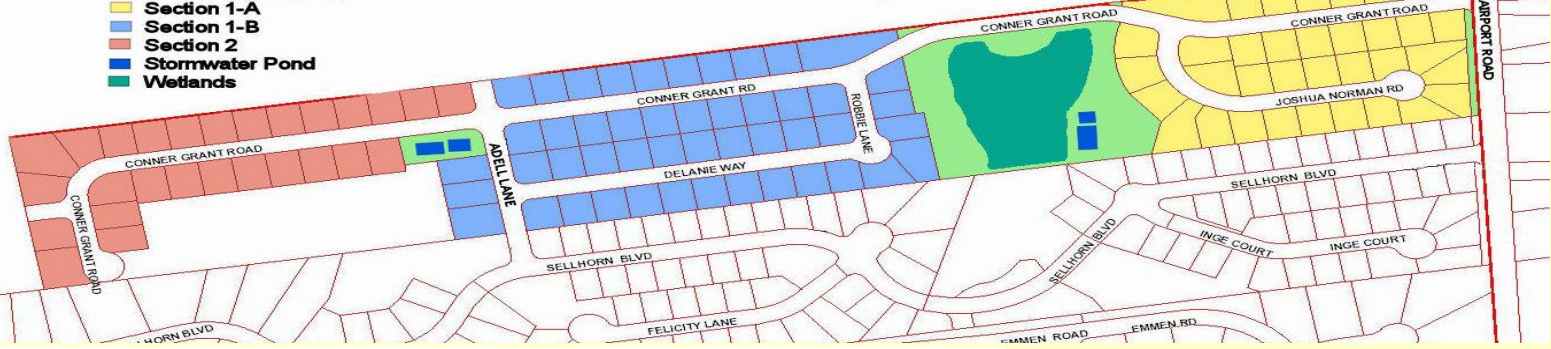 Section 1-A
Section 1-B
Section 2
Stormwater Pond
Wetlands
CONNER GRANT ROAD
CONNER GRANT ROAD
AIRPORT ROAD
CONNER GRANT RD
ROBBIE LANE
JOSHUA NORMAN RD
CONNER GRANT ROAD
ADELL LANE
DELANIE WAY
SELLHORN BLVD
CONNER GRANT ROAD
SELLHORN BLVD
SELLHORN BLVD
INGE COURT
INGE COURT
HORN BLVD
FELICITY LANE
EMMEN ROAD
EMMEN RD